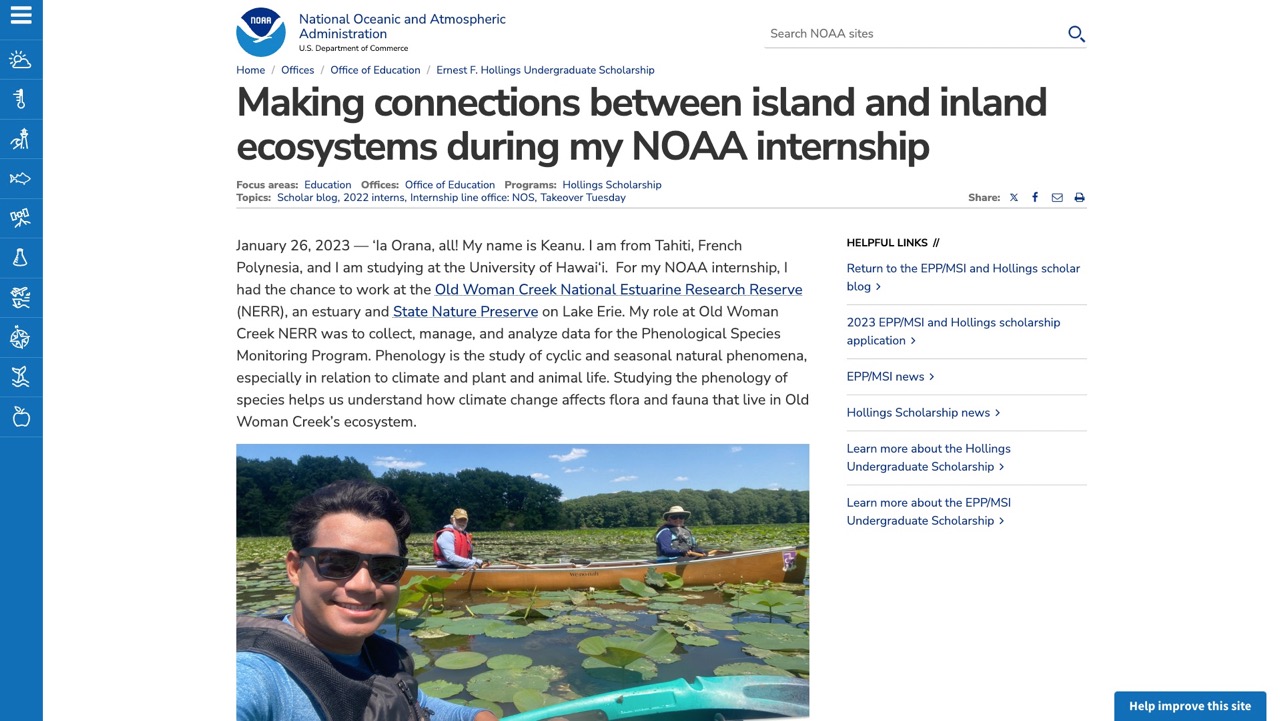 NOAA
National Oceanic and Atmospheric
Administration
U.S. Department of Commerce
Search NOAA sites
Home / Offices / Office of Education / Ernest F. Hollings Undergraduate Scholarship
Making connections between island and inland
ecosystems during my NOAA internship
Focus areas: Education Offices: Office of Education Programs: Hollings Scholarship
Topics: Scholar blog, 2022 interns, Internship line office: NOS, Takeover Tuesday
Share:
January 26, 2023 — ‘Ia Orana, all! My name is Keanu. I am from Tahiti, French
Polynesia, and I am studying at the University of Hawai‘i. For my NOAA internship, I
had the chance to work at the Old Woman Creek National Estuarine Research Reserve
(NERR), an estuary and State Nature Preserve on Lake Erie. My role at Old Woman
Creek NERR was to collect, manage, and analyze data for the Phenological Species
Monitoring Program. Phenology is the study of cyclic and seasonal natural phenomena,
especially in relation to climate and plant and animal life. Studying the phenology of
species helps us understand how climate change affects flora and fauna that live in Old
Woman Creek’s ecosystem.
HELPFUL LINKS //
Return to the EPP/MSI and Hollings scholar
blog
2023 EPP/MSI and Hollings scholarship
application
EPP/MSI news
Hollings Scholarship news
Learn more about the Hollings
Undergraduate Scholarship
Learn more about the EPP/MSI
Undergraduate Scholarship
Help improve this site